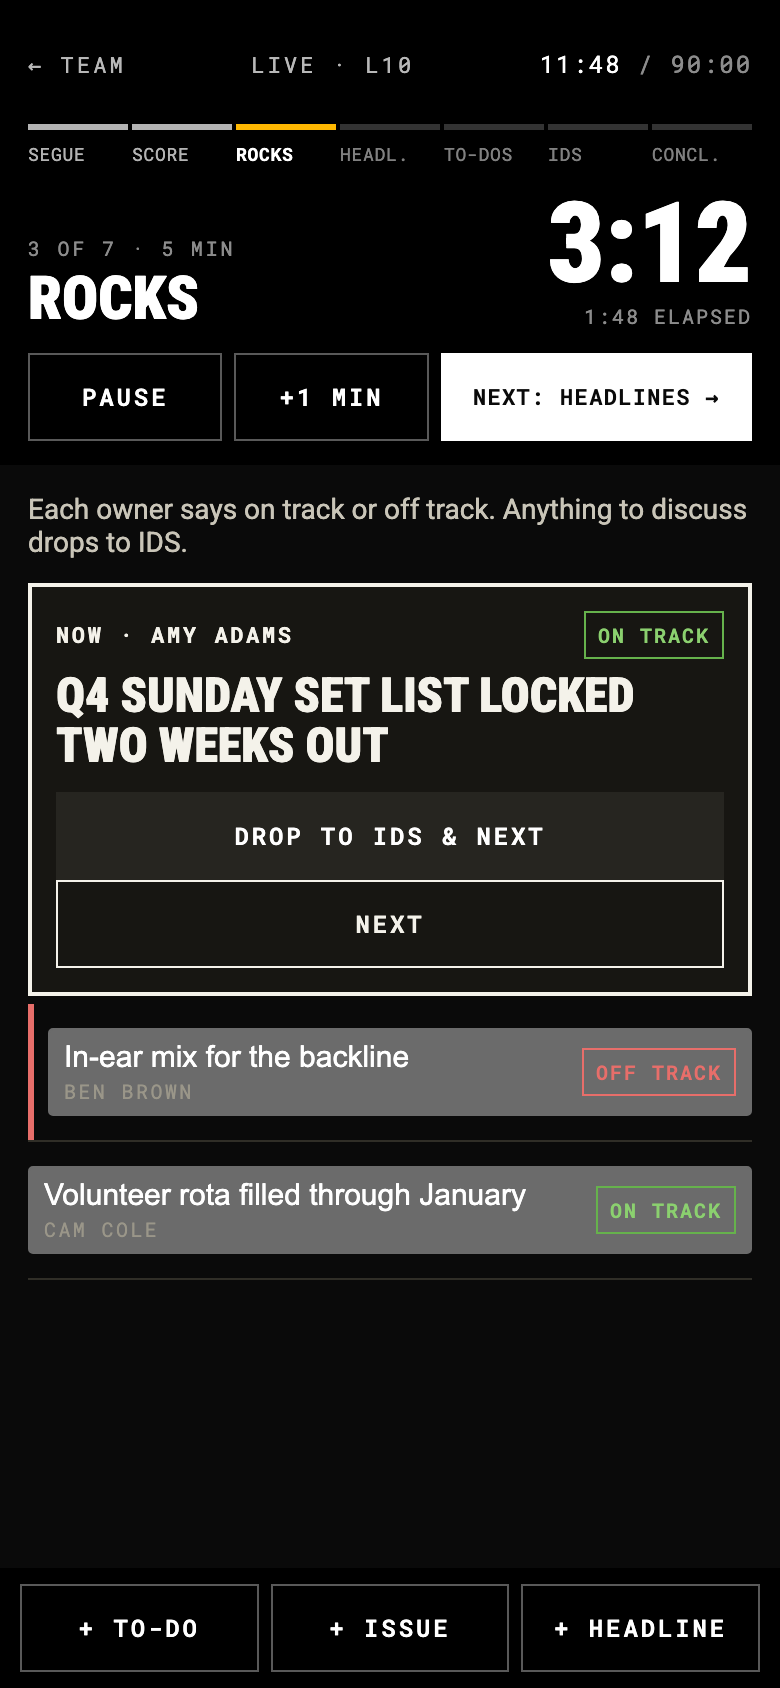 ← TEAM
LIVE · L10
11:48 / 90:00
SEGUE
SCORE
ROCKS
HEADL.
TO-DOS
IDS
CONCL.
3 OF 7 · 5 MIN
ROCKS
3:12
1:48 ELAPSED
PAUSE
+1 MIN
NEXT: HEADLINES →
Each owner says on track or off track. Anything to discuss
drops to IDS.
NOW · AMY ADAMS
ON TRACK
Q4 SUNDAY SET LIST LOCKED
TWO WEEKS OUT
DROP TO IDS & NEXT
NEXT
In-ear mix for the backline
BEN BROWN
OFF TRACK
Volunteer rota filled through January
CAM COLE
ON TRACK
+ TO-DO
+ ISSUE
+ HEADLINE